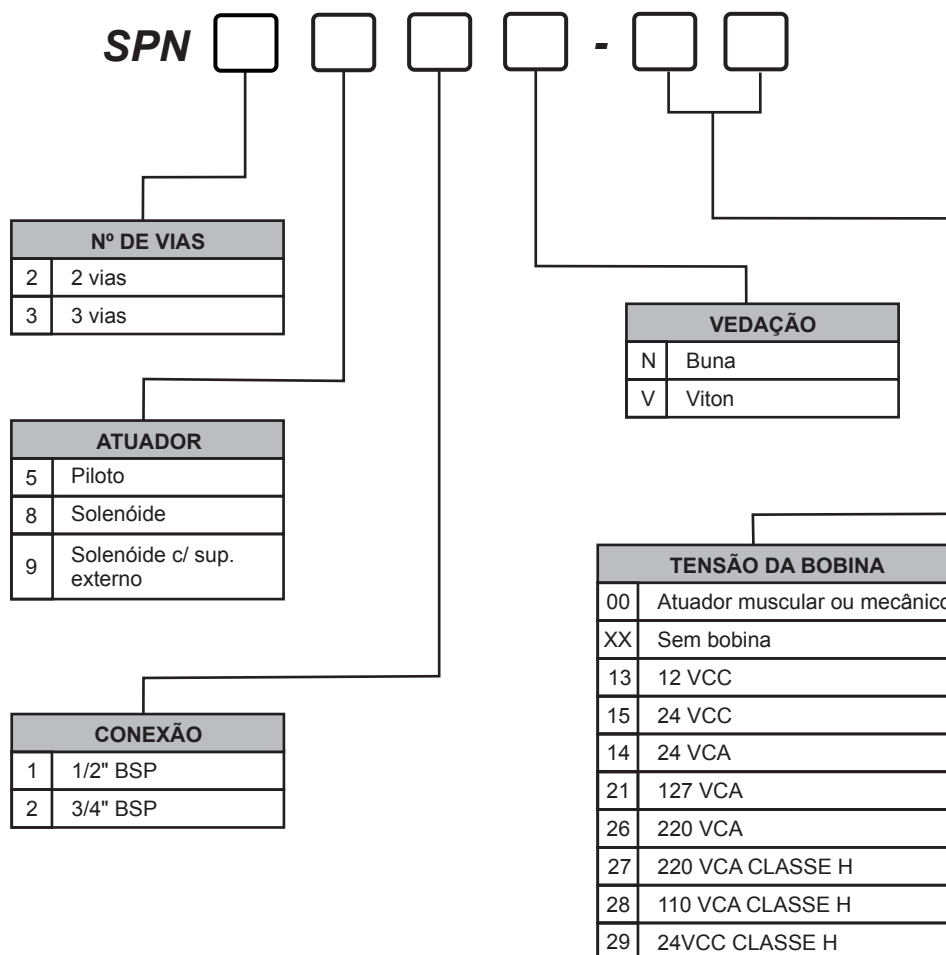 SPN -
Nº DE VIAS
2 2 vias
3 3 vias
VEDAÇÃO
N Buna
V Viton
ATUADOR
5 Piloto
8 Solenóide
9 Solenóide c/ sup.
externo
TENSÃO DA BOBINA
00 Atuador muscular ou mecânico
XX Sem bobina
13 12 VCC
15 24 VCC
14 24 VCA
21 127 VCA
26 220 VCA
27 220 VCA CLASSE H
28 110 VCA CLASSE H
29 24VCC CLASSE H
CONEXÃO
1 1/2" BSP
2 3/4" BSP